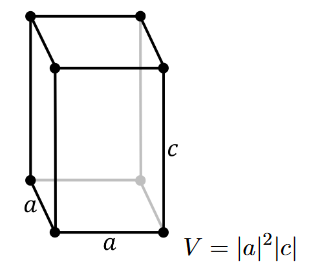 c
a
a
V = |a|²|c|